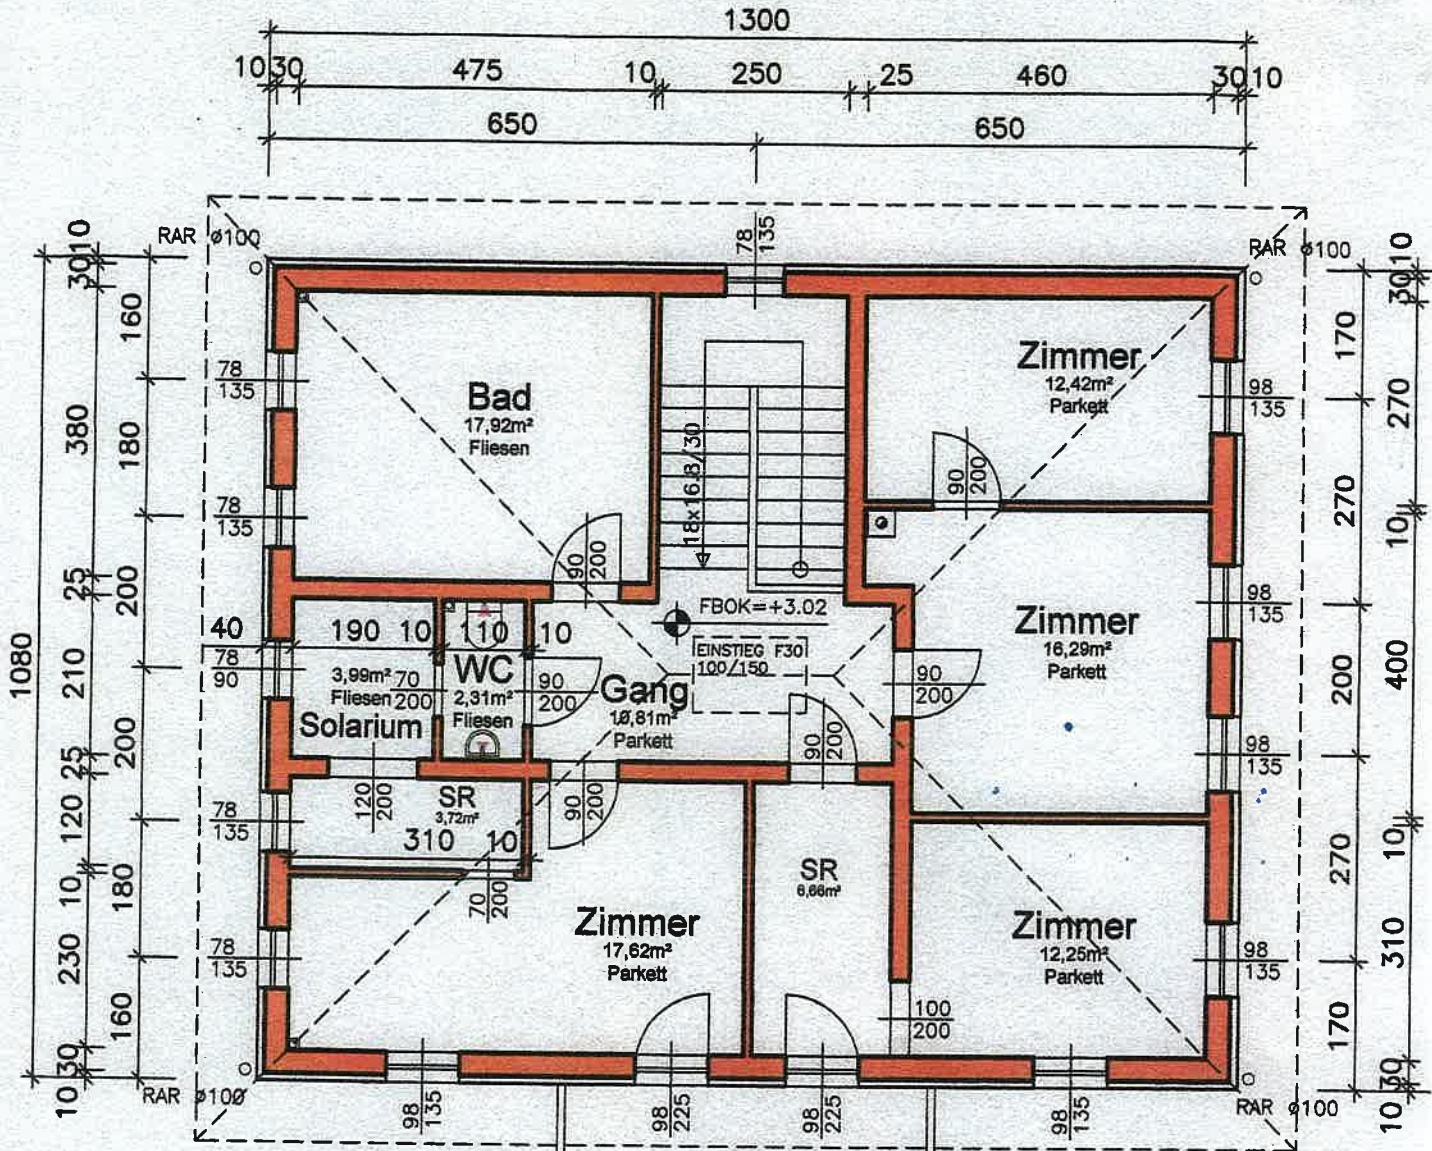 1300
10 30 475 10 250 25 460 30 10
650 650
RAR ø100
78
135
RAR ø100
10
30
160
380
180
25
200
1080
210
200
25
120
10
180
230
160
30
10
10
30
170
270
270
10
200
400
270
10
310
170
30
10
78
135
78
135
78
90
78
135
78
135
98
135
98
135
98
135
98
135
Bad
17,92m²
Fliesen
90
200
18x16.8/30
Zimmer
12,42m²
Parkett
90
200
FBOK=+3.02
EINSTIEG F30
100/150
40 190 10 110 10
3,99m²
Fliesen
Solarium
70
200
WC
2,31m²
Fliesen
90
200
Gang
10,81m²
Parkett
90
200
90
200
Zimmer
16,29m²
Parkett
120
200
SR
3,72m²
310 10
90
200
70
200
Zimmer
17,62m²
Parkett
SR
6,66m²
100
200
Zimmer
12,25m²
Parkett
RAR ø100
98
135
98
225
98
225
98
135
RAR ø100